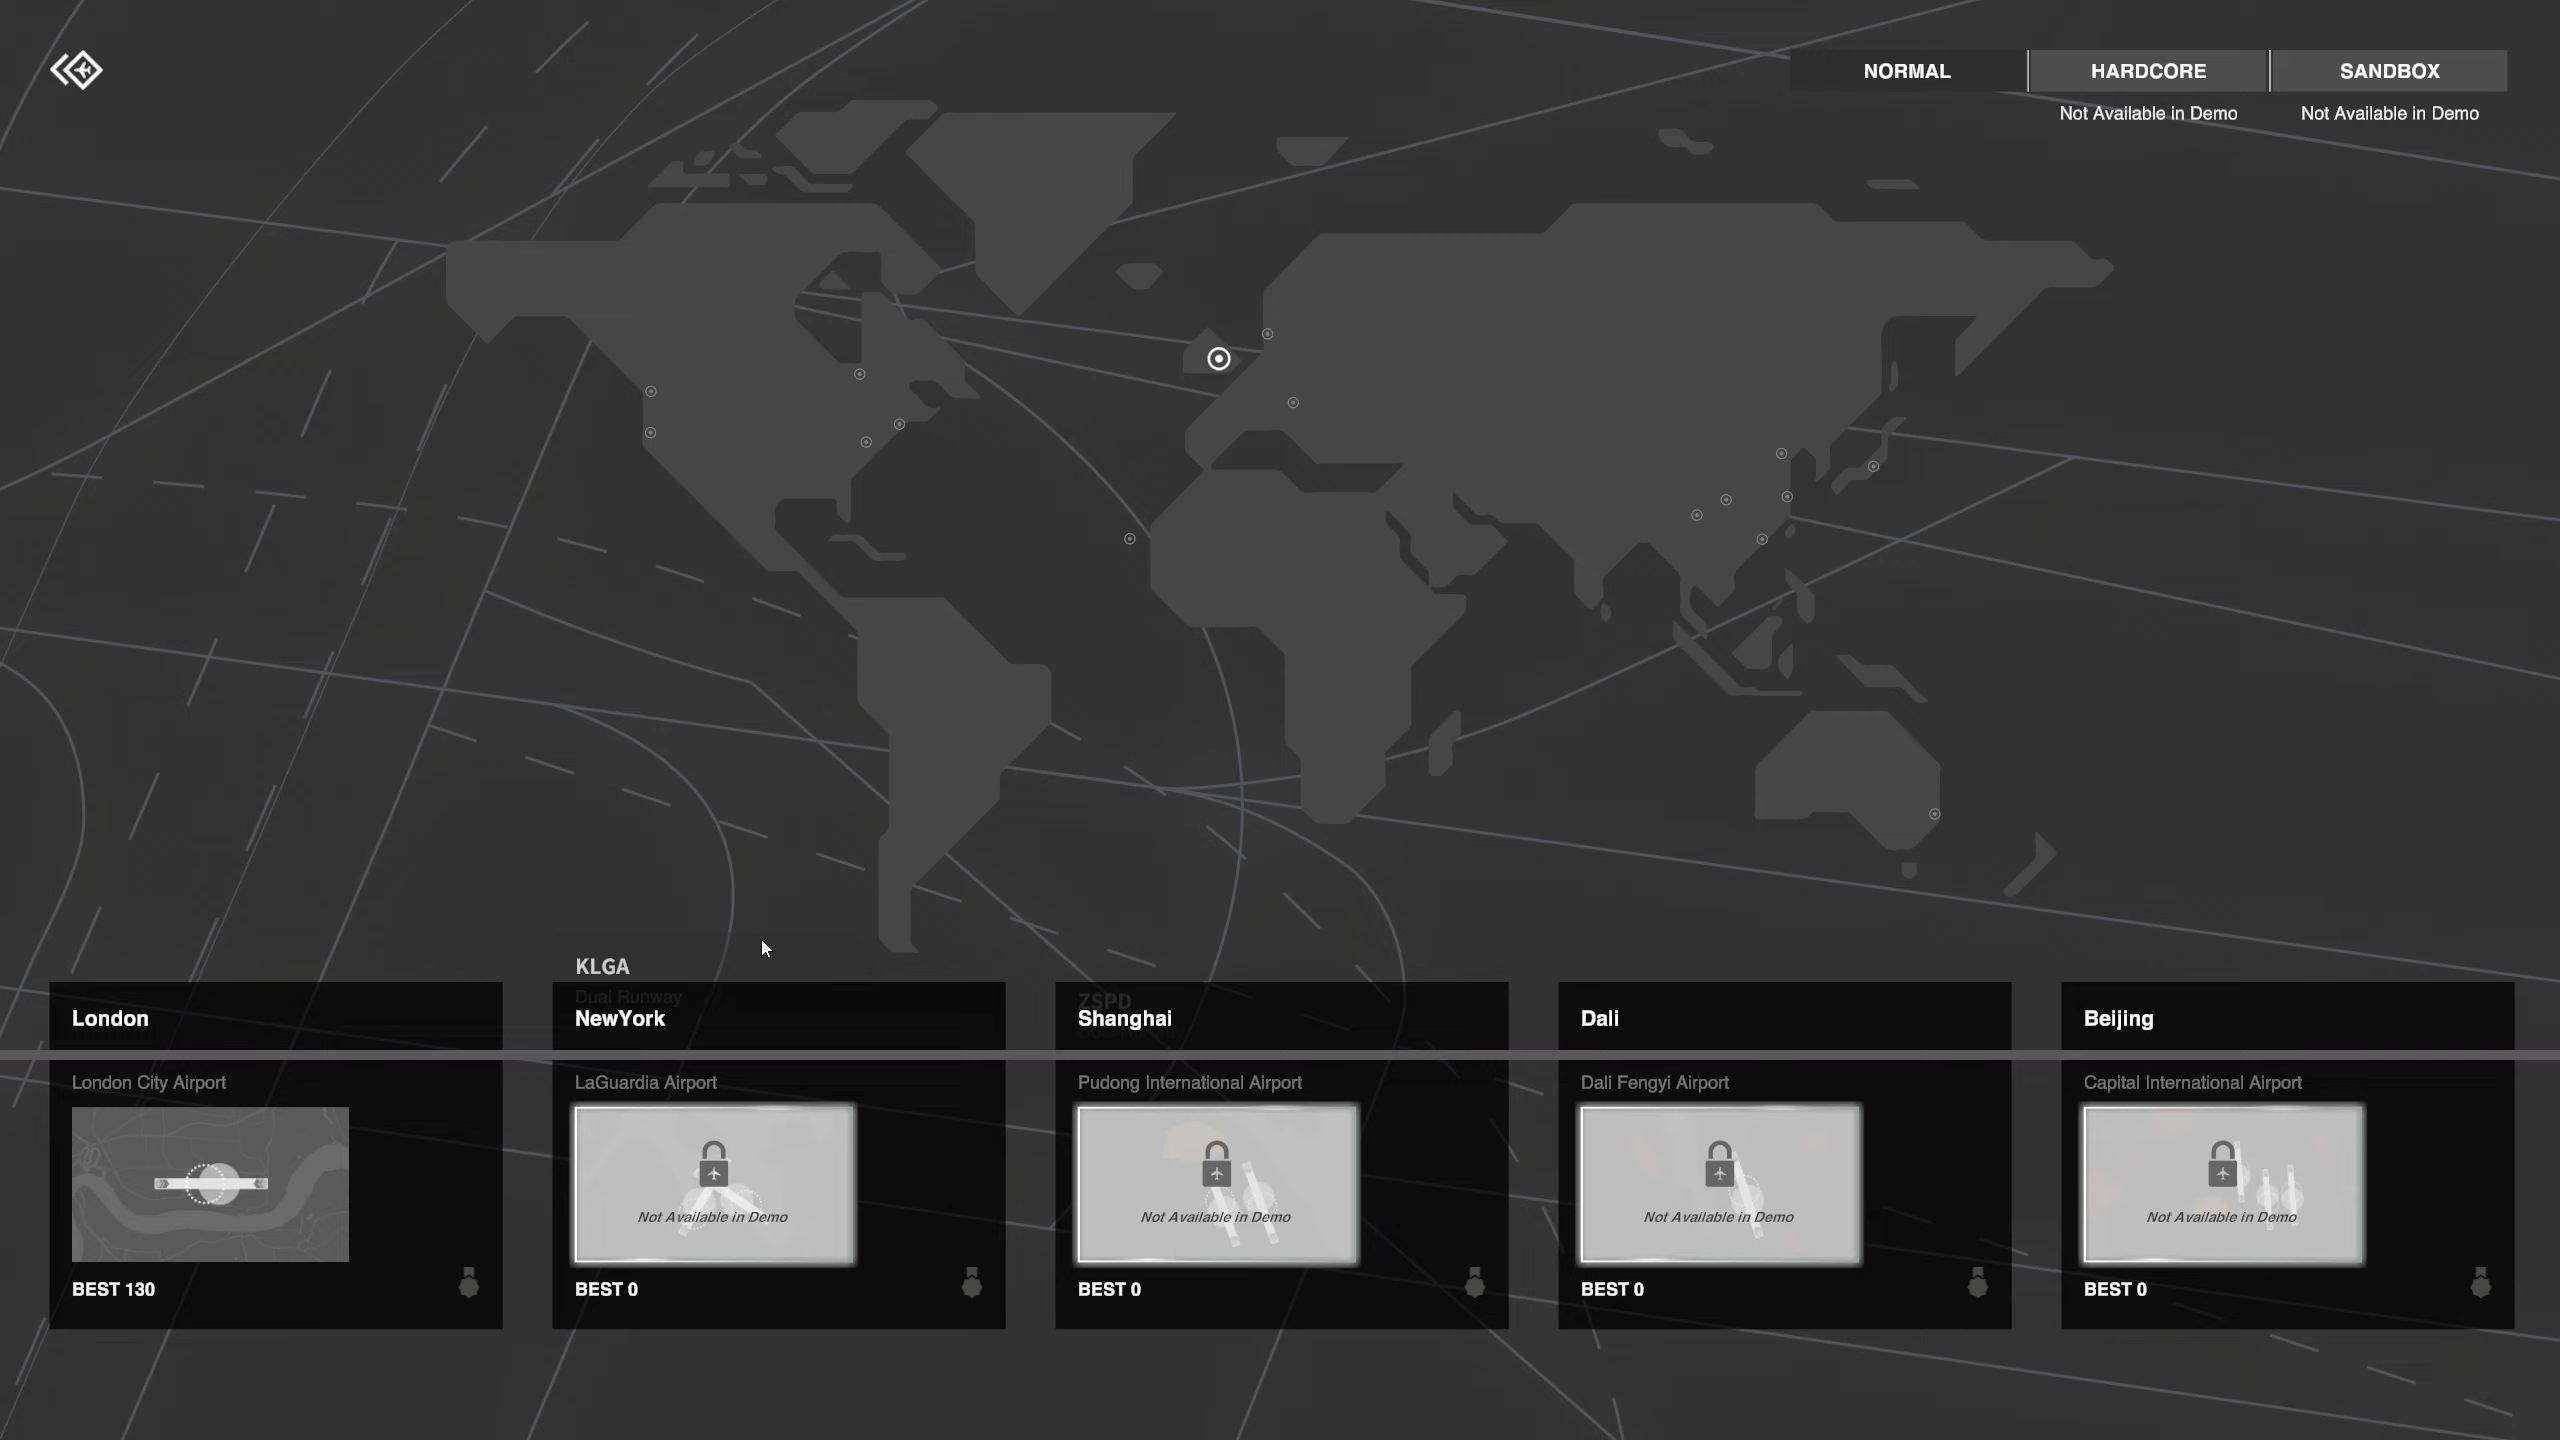 NORMAL
HARDCORE
SANDBOX
Not Available in Demo
Not Available in Demo
KLGA
Dual Runway
ZSPD
London
NewYork
Shanghai
Dali
Beijing
London City Airport
LaGuardia Airport
Pudong International Airport
Dali Fengyi Airport
Capital International Airport
Not Available in Demo
Not Available in Demo
Not Available in Demo
Not Available in Demo
BEST 130
BEST 0
BEST 0
BEST 0
BEST 0